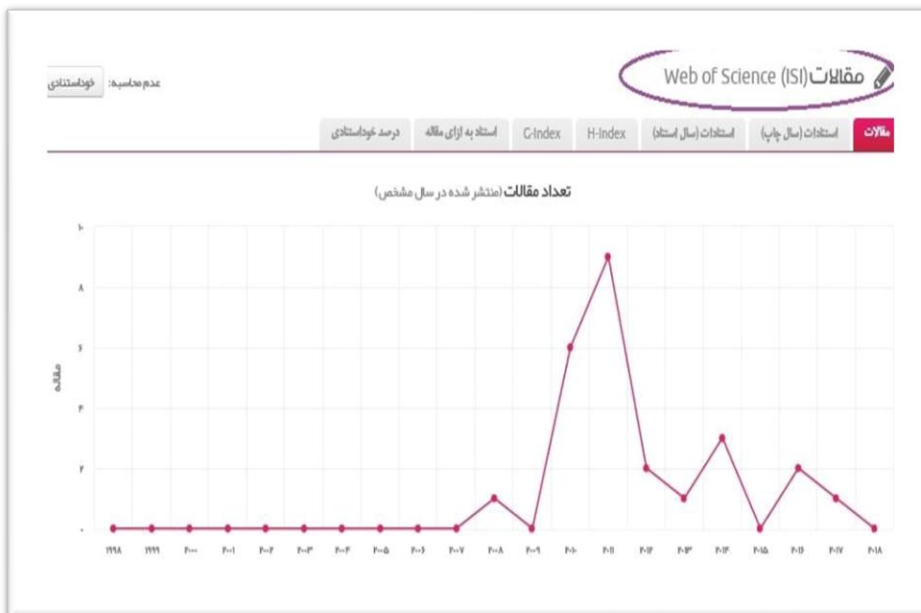 مقالات Web of Science (ISI)
عدم محاسبه: خوداستنادی
مقالات
استنادات (سال چاپ)
استنادات (سال استناد)
H-Index
G-Index
استناد به ازای مقاله
درصد خوداستنادی
تعداد مقالات (منتشر شده در سال مشخص)
مقاله
۱۰
۸
۶
۴
۲
۰
۱۹۹۸ ۱۹۹۹ ۲۰۰۰ ۲۰۰۱ ۲۰۰۲ ۲۰۰۳ ۲۰۰۴ ۲۰۰۵ ۲۰۰۶ ۲۰۰۷ ۲۰۰۸ ۲۰۰۹ ۲۰۱۰ ۲۰۱۱ ۲۰۱۲ ۲۰۱۳ ۲۰۱۴ ۲۰۱۵ ۲۰۱۶ ۲۰۱۷ ۲۰۱۸